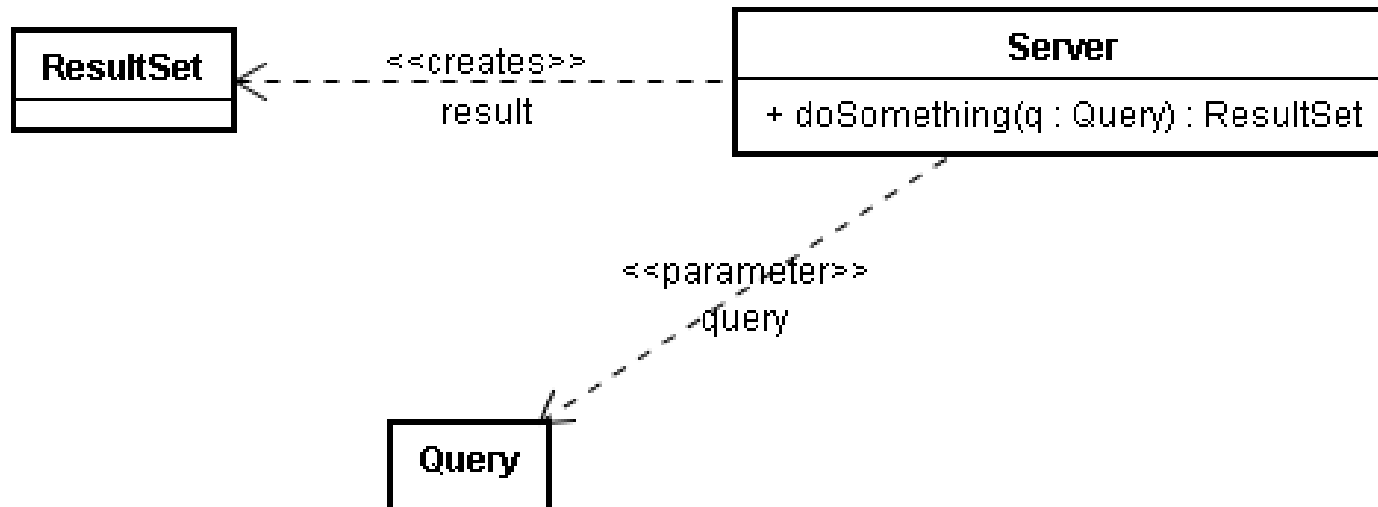 Server
ResultSet
<<creates>>
result
+ doSomething(q : Query) : ResultSet
<<parameter>>
query
Query